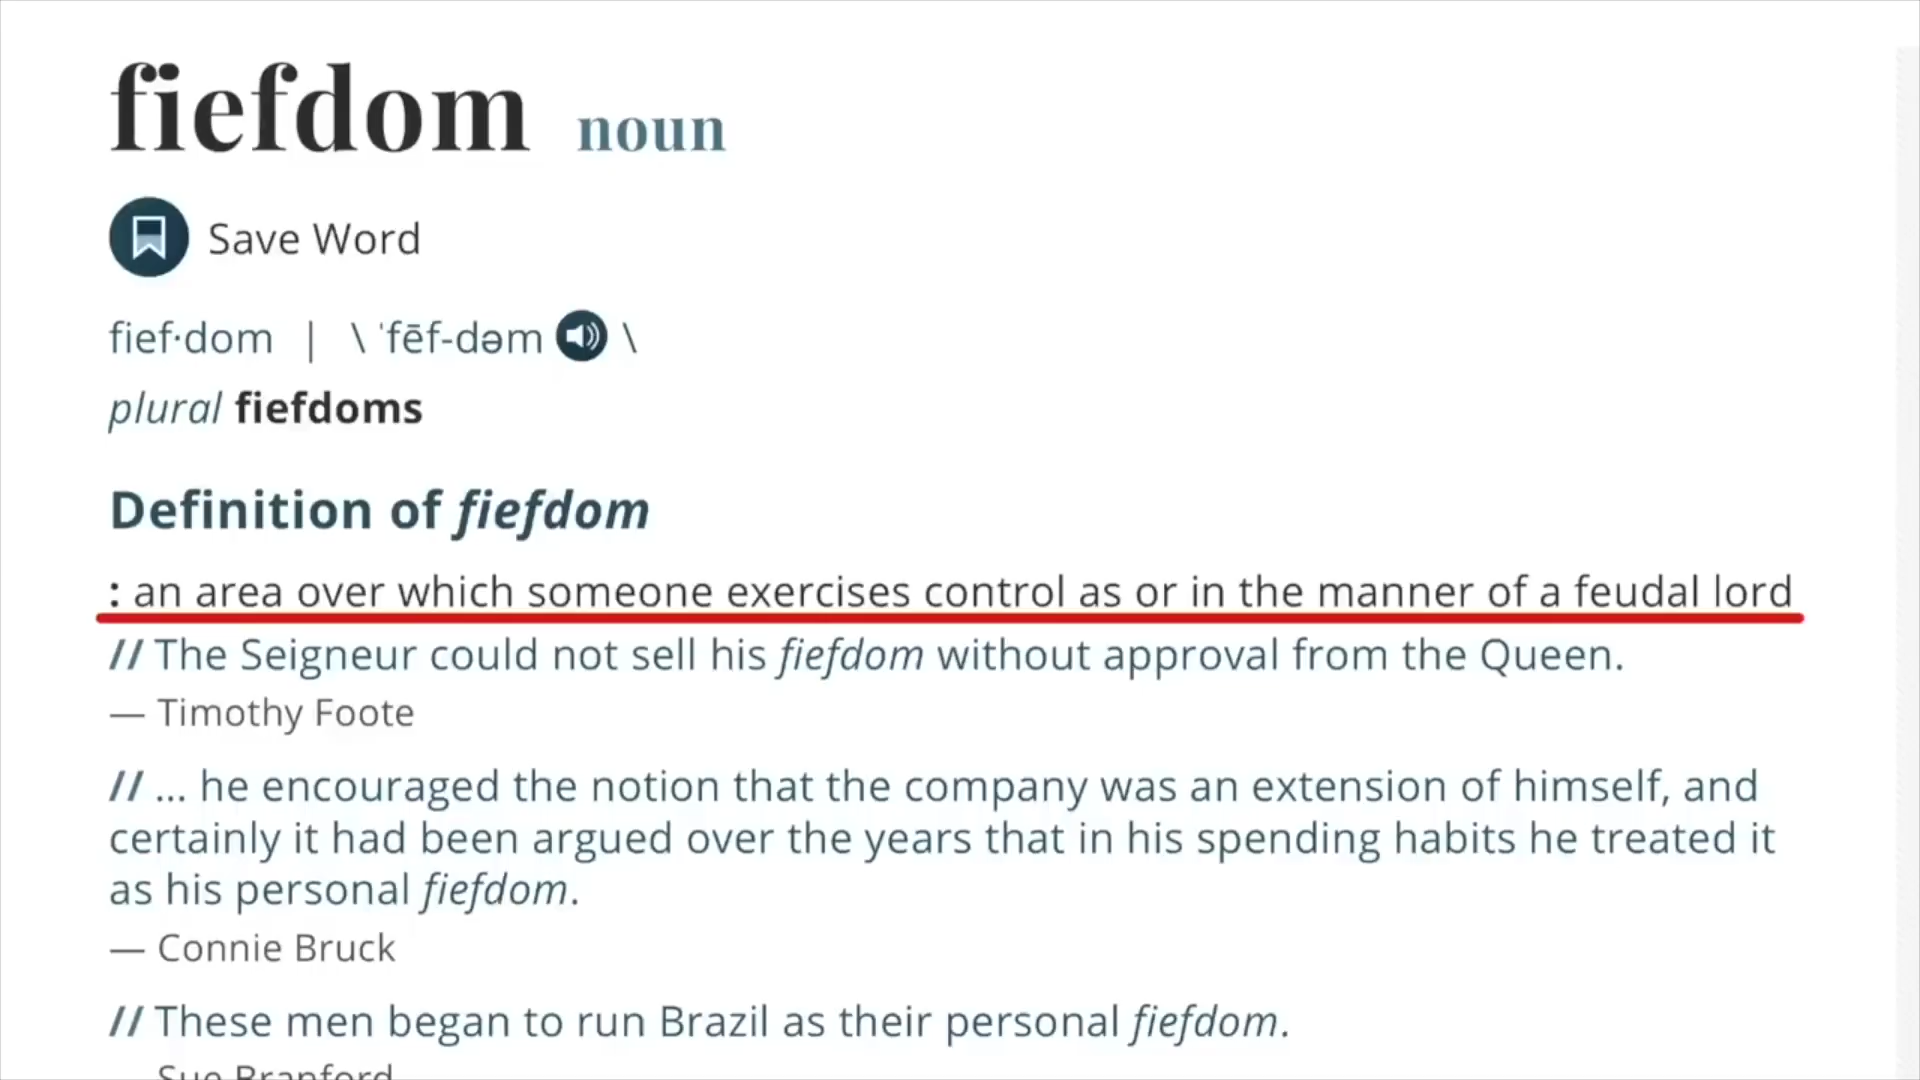 fiefdom noun
Save Word
fief·dom | \ ˈfēf-dəm \
plural fiefdoms
Definition of fiefdom
: an area over which someone exercises control as or in the manner of a feudal lord
// The Seigneur could not sell his fiefdom without approval from the Queen.
— Timothy Foote
// ... he encouraged the notion that the company was an extension of himself, and
certainly it had been argued over the years that in his spending habits he treated it
as his personal fiefdom.
— Connie Bruck
// These men began to run Brazil as their personal fiefdom.
Sue Branford